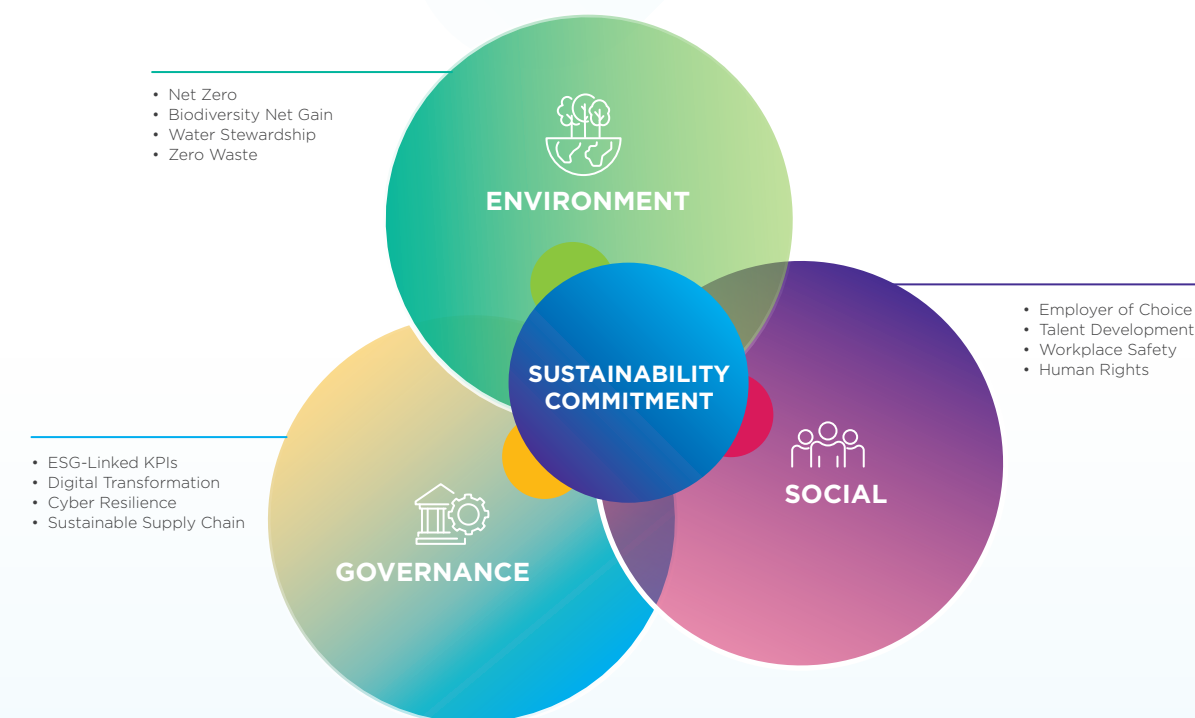 • Net Zero
• Biodiversity Net Gain
• Water Stewardship
• Zero Waste
ENVIRONMENT
SUSTAINABILITY
COMMITMENT
• Employer of Choice
• Talent Development
• Workplace Safety
• Human Rights
SOCIAL
• ESG-Linked KPIs
• Digital Transformation
• Cyber Resilience
• Sustainable Supply Chain
GOVERNANCE